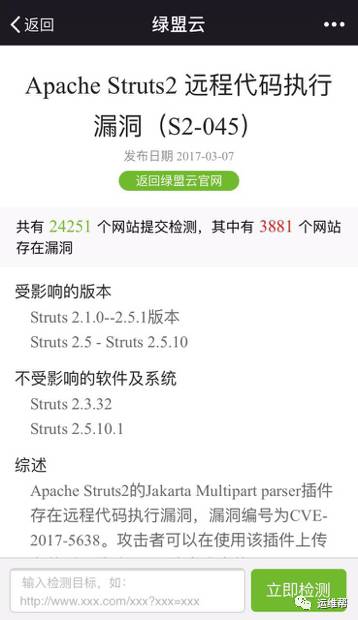 返回
绿盟云
Apache Struts2 远程代码执行
漏洞（S2-045）
发布日期 2017-03-07
返回绿盟云官网
共有 24251 个网站提交检测，其中有 3881 个网站
存在漏洞
受影响的版本
Struts 2.1.0--2.5.1版本
Struts 2.5 - Struts 2.5.10
不受影响的软件及系统
Struts 2.3.32
Struts 2.5.10.1
综述
Apache Struts2的Jakarta Multipart parser插件
存在远程代码执行漏洞，漏洞编号为CVE-
2017-5638。攻击者可以在使用该插件上传
输入检测目标，如：
http://www.xxx.com/xxx?xxx=xxx
立即检测
运维帮